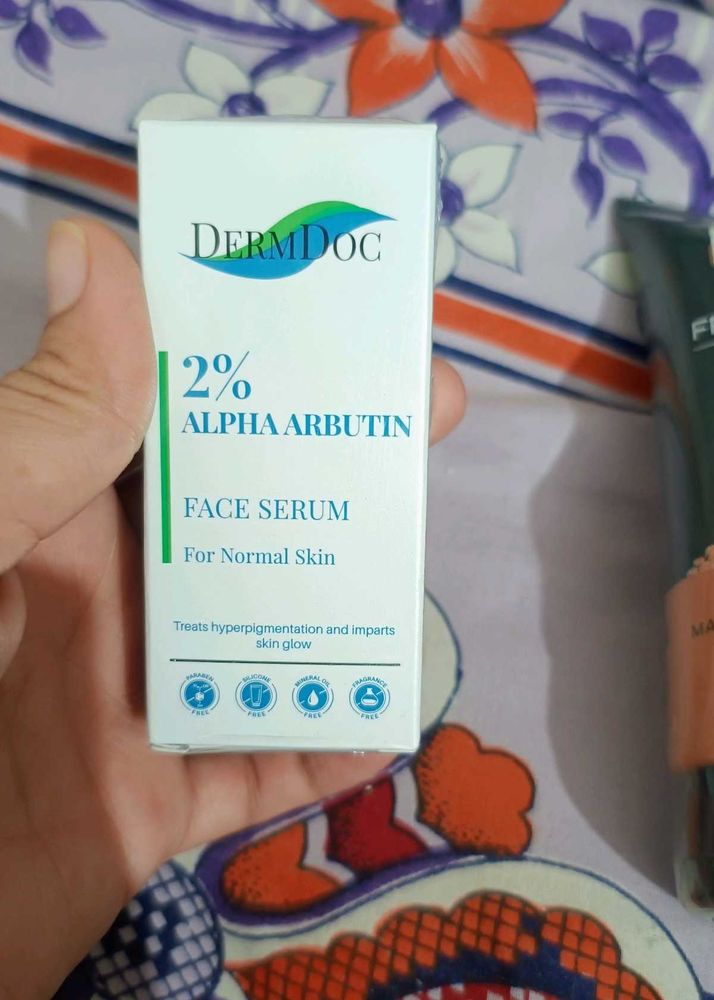 DERMDOC
2%
ALPHA ARBUTIN
FACE SERUM
For Normal Skin
Treats hyperpigmentation and imparts
skin glow
PARABEN FREE
SILICONE FREE
MINERAL OIL FREE
FRAGRANCE FREE